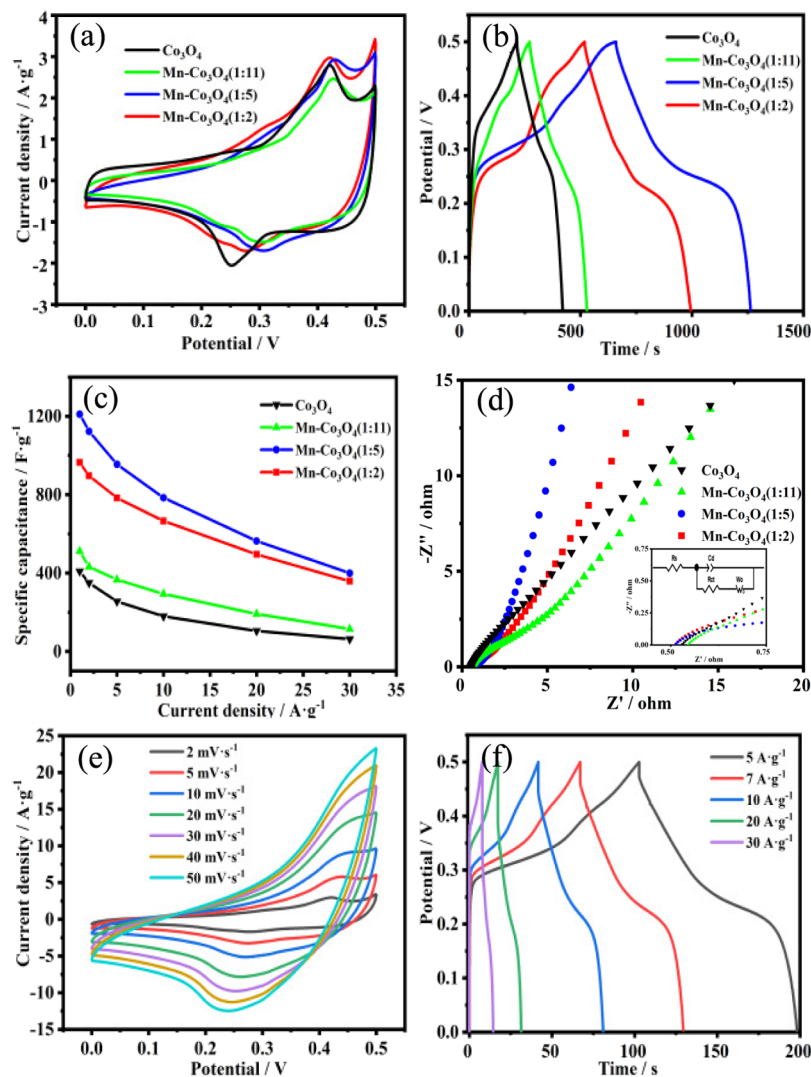 (a)
Co₃O₄
Mn-Co₃O₄(1:11)
Mn-Co₃O₄(1:5)
Mn-Co₃O₄(1:2)
4
3
2
1
0
-1
-2
-3
0.0 0.1 0.2 0.3 0.4 0.5
Current density / A·g⁻¹
Potential / V
(b)
Co₃O₄
Mn-Co₃O₄(1:11)
Mn-Co₃O₄(1:5)
Mn-Co₃O₄(1:2)
0.5
0.4
0.3
0.2
0.1
0.0
0 500 1000 1500
Potential / V
Time / s
(c)
Co₃O₄
Mn-Co₃O₄(1:11)
Mn-Co₃O₄(1:5)
Mn-Co₃O₄(1:2)
1200
800
400
0
0 5 10 15 20 25 30 35
Specific capacitance / F·g⁻¹
Current density / A·g⁻¹
(d)
Co₃O₄
Mn-Co₃O₄(1:11)
Mn-Co₃O₄(1:5)
Mn-Co₃O₄(1:2)
15
10
5
0
0 5 10 15 20
-Z'' / ohm
Z' / ohm
0.75
0.50
0.25
0.00
0.50 0.75
-Z'' / ohm
Z' / ohm
Rs
Cd
Rct
Wo
(e)
2 mV·s⁻¹
5 mV·s⁻¹
10 mV·s⁻¹
20 mV·s⁻¹
30 mV·s⁻¹
40 mV·s⁻¹
50 mV·s⁻¹
25
20
15
10
5
0
-5
-10
-15
0.0 0.1 0.2 0.3 0.4 0.5
Current density / A·g⁻¹
Potential / V
(f)
5 A·g⁻¹
7 A·g⁻¹
10 A·g⁻¹
20 A·g⁻¹
30 A·g⁻¹
0.5
0.4
0.3
0.2
0.1
0.0
0 50 100 150 200
Potential / V
Time / s